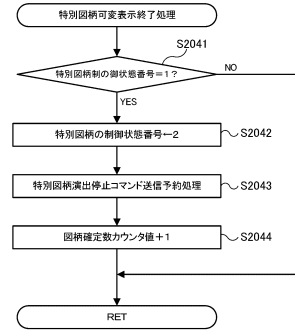 特別図柄可変表示終了処理
S2041
特別図柄制の御状態番号=1?
NO
YES
特別図柄の制御状態番号←2
S2042
特別図柄演出停止コマンド送信予約処理
S2043
図柄確定数カウンタ値+1
S2044
RET